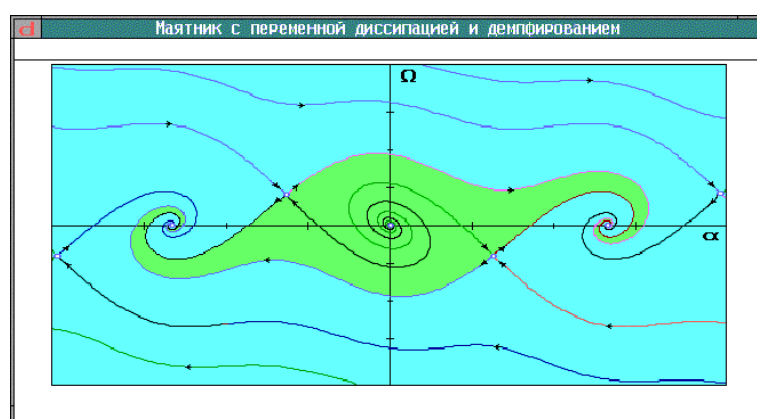 d Маятник с переменной диссипацией и демпфированием
Ω
α